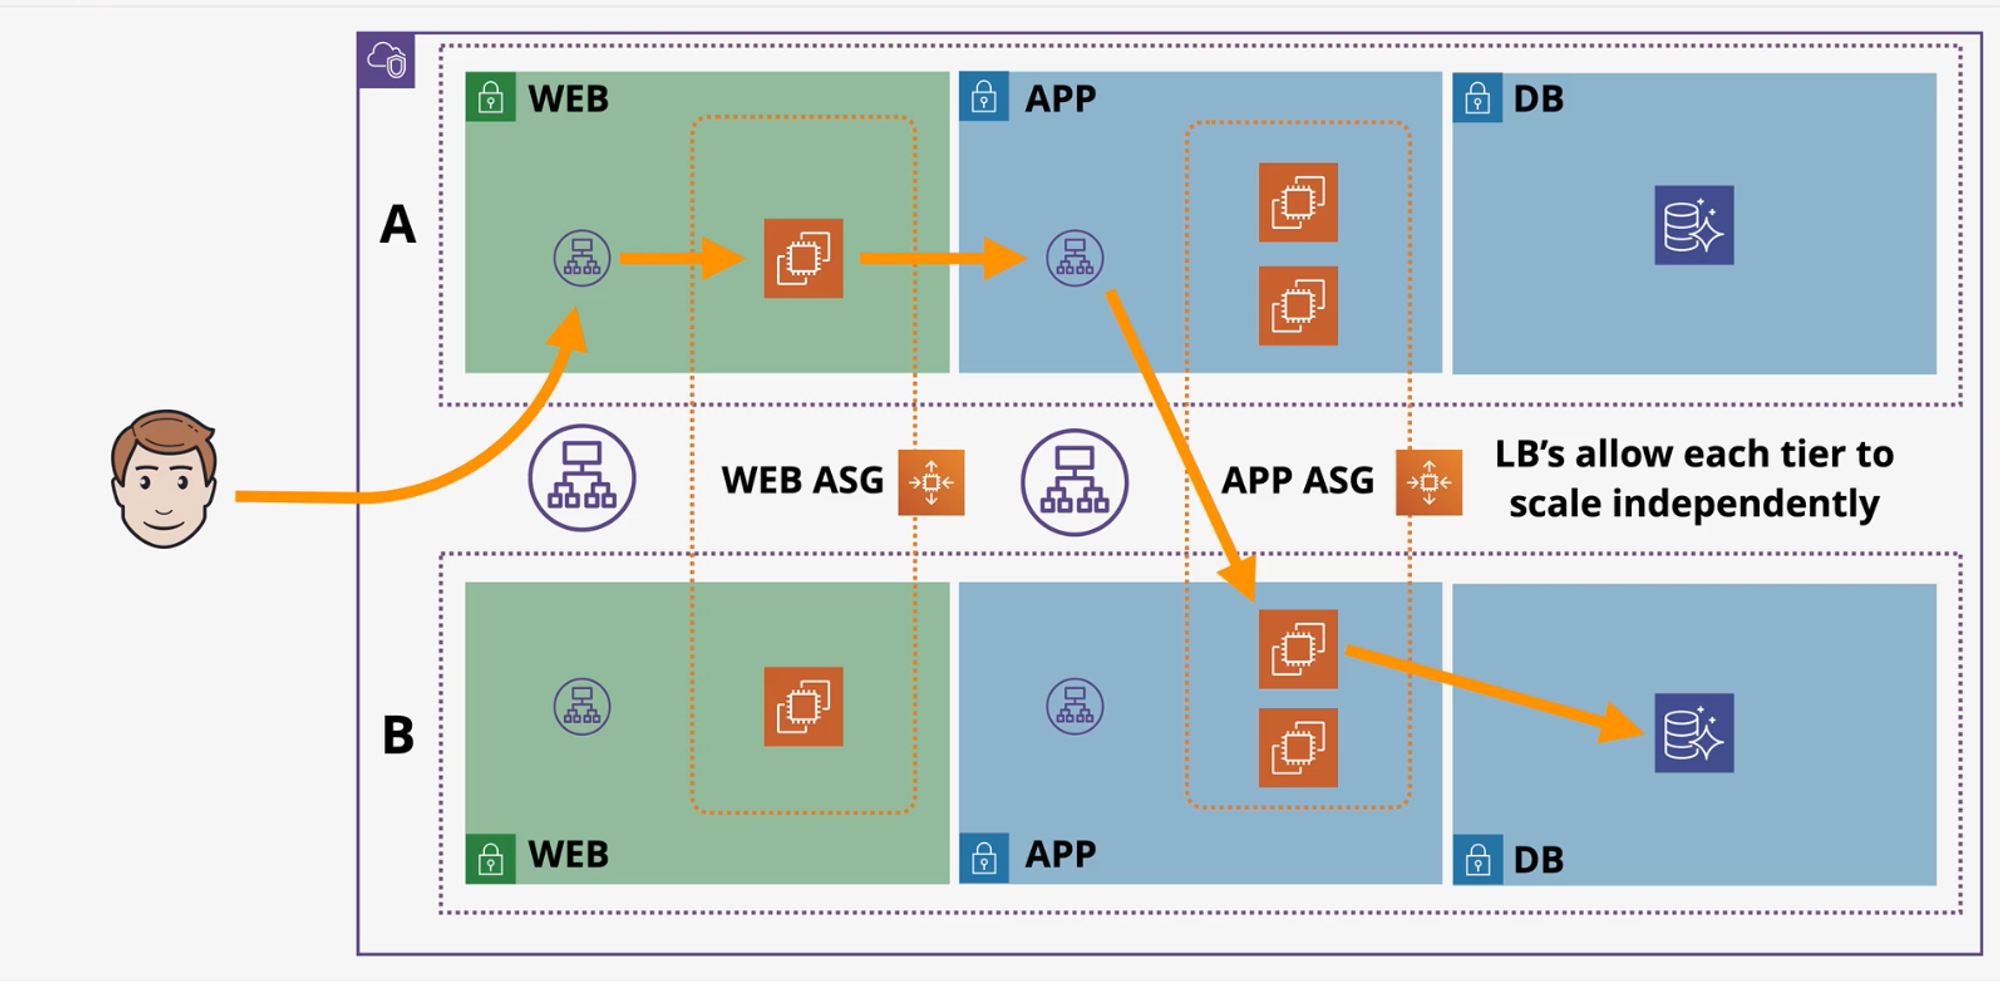 WEB
APP
DB
A
WEB ASG
APP ASG
LB’s allow each tier to
scale independently
B
WEB
APP
DB